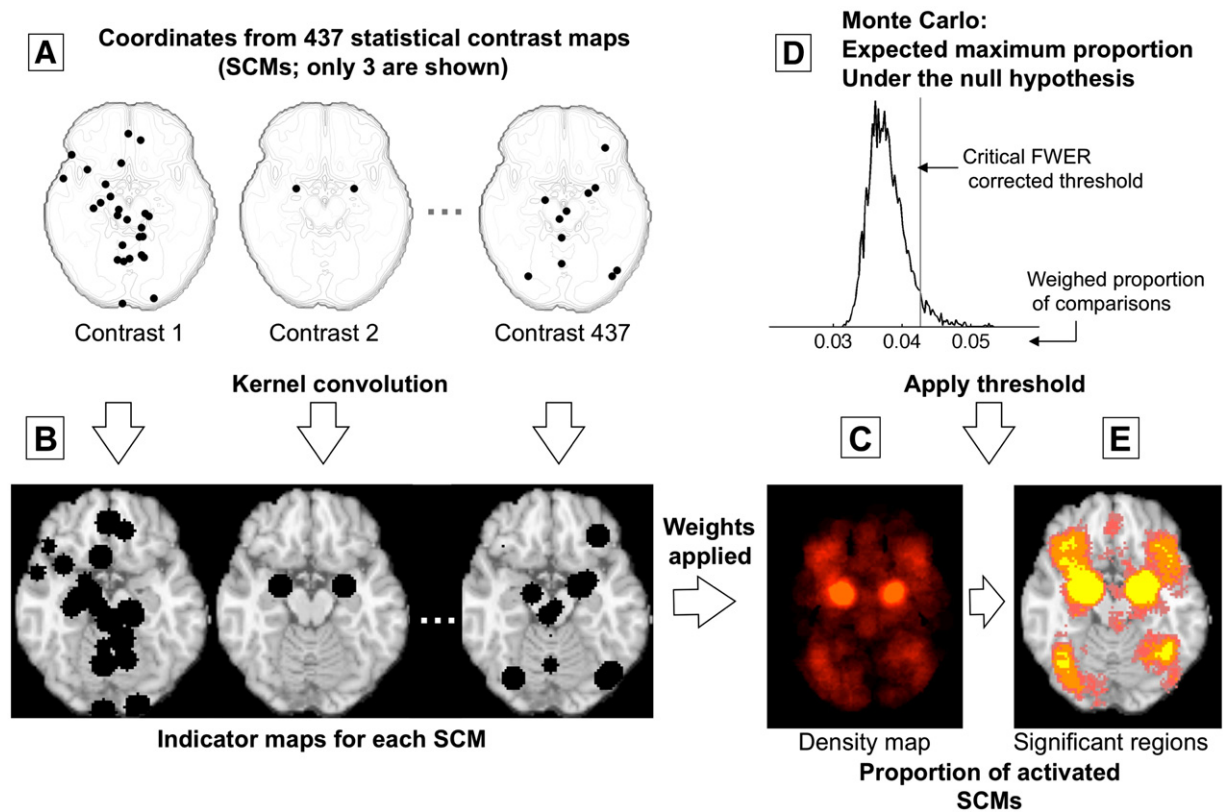 A
Coordinates from 437 statistical contrast maps
(SCMs; only 3 are shown)
Contrast 1
Contrast 2
Contrast 437
Kernel convolution
B
Indicator maps for each SCM
Weights
applied
D
Monte Carlo:
Expected maximum proportion
Under the null hypothesis
Critical FWER
corrected threshold
Weighed proportion
of comparisons
0.03 0.04 0.05
Apply threshold
C
E
Density map
Significant regions
Proportion of activated
SCMs